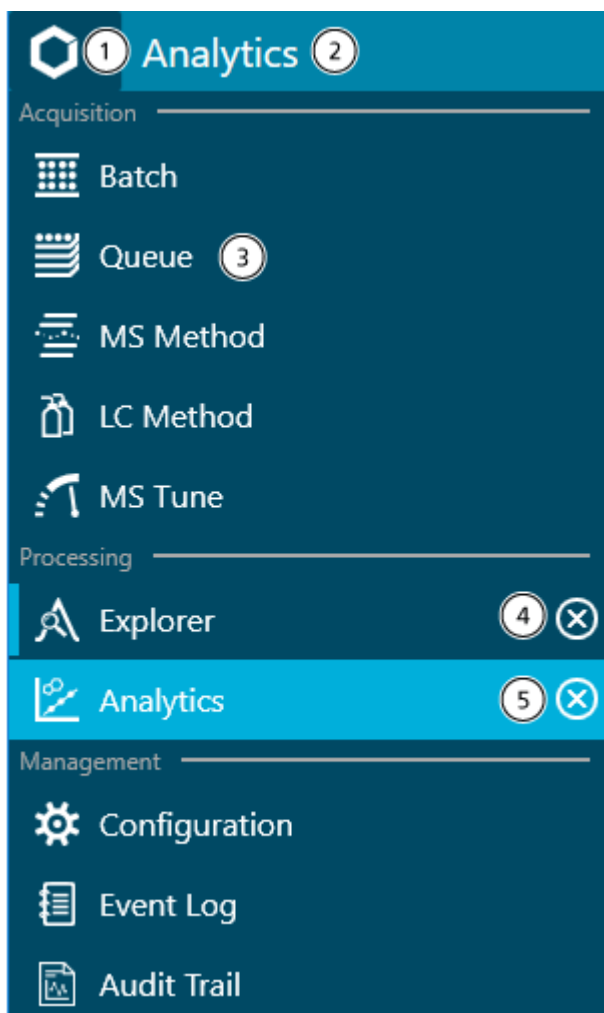 1 Analytics 2
Acquisition
Batch
Queue 3
MS Method
LC Method
MS Tune
Processing
Explorer 4
Analytics 5
Management
Configuration
Event Log
Audit Trail